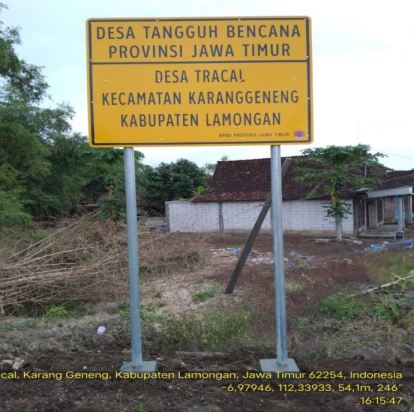 DESA TANGGUH BENCANA
PROVINSI JAWA TIMUR
DESA TRACAL
KECAMATAN KARANGGENENG
KABUPATEN LAMONGAN
BPBD PROVINSI JAWA TIMUR
cal, Karang Geneng, Kabupaten Lamongan, Jawa Timur 62254, Indonesia
-6,97946, 112,33933, 54,1m, 246°
16:15:47